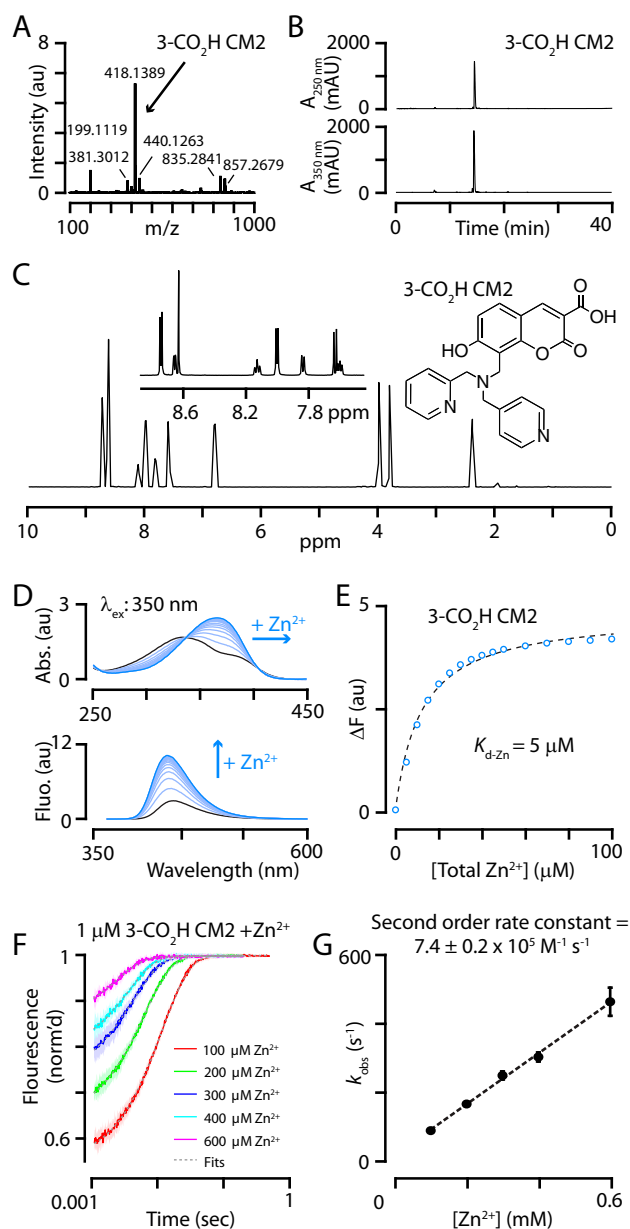 A
3-CO2H CM2
8
418.1389
199.1119
440.1263
381.3012
835.2841
857.2679
Intensity (au)
0
100
1000
m/z
B
3-CO2H CM2
2000
A250 nm
(mAU)
0
2000
A350 nm
(mAU)
0
0
40
Time (min)
C
3-CO2H CM2
O
OH
HO
O
O
N
N
N
8.6
8.2
7.8
ppm
10
8
6
4
2
0
ppm
D
λex: 350 nm
3
+ Zn2+
Abs. (au)
0
250
450
12
+ Zn2+
Fluo. (au)
0
350
600
Wavelength (nm)
E
3-CO2H CM2
5
ΔF (au)
Kd-Zn = 5 μM
0
0
100
[Total Zn2+] (μM)
F
1 μM 3-CO2H CM2 +Zn2+
1
Flourescence
(norm'd)
0.6
100 μM Zn2+
200 μM Zn2+
300 μM Zn2+
400 μM Zn2+
600 μM Zn2+
Fits
0.001
1
Time (sec)
G
Second order rate constant =
7.4 ± 0.2 x 10⁵ M⁻¹ s⁻¹
600
kobs (s⁻¹)
0
0
0.6
[Zn2+] (mM)